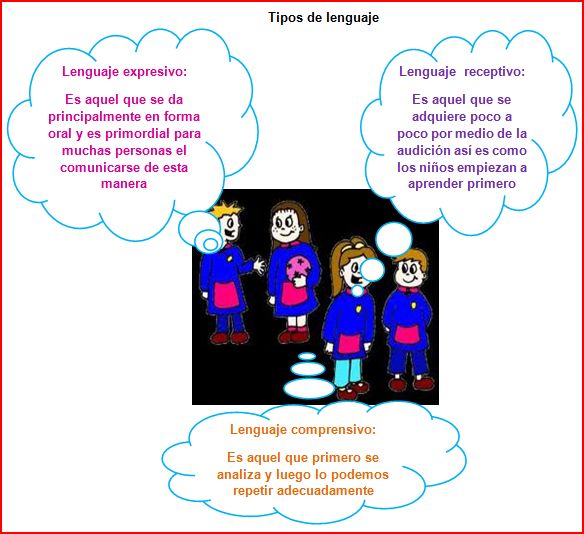 Tipos de lenguaje
Lenguaje expresivo:
Es aquel que se da
principalmente en forma
oral y es primordial para
muchas personas el
comunicarse de esta
manera
Lenguaje receptivo:
Es aquel que se
adquiere poco a
poco por medio de la
audición así es como
los niños empiezan a
aprender primero
Lenguaje comprensivo:
Es aquel que primero se
analiza y luego lo podemos
repetir adecuadamente